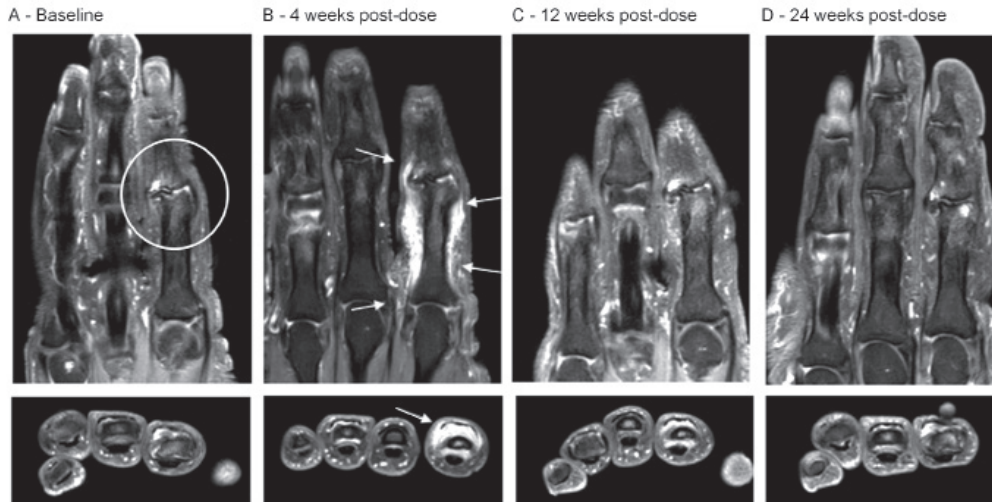 A - Baseline
B - 4 weeks post-dose
C - 12 weeks post-dose
D - 24 weeks post-dose